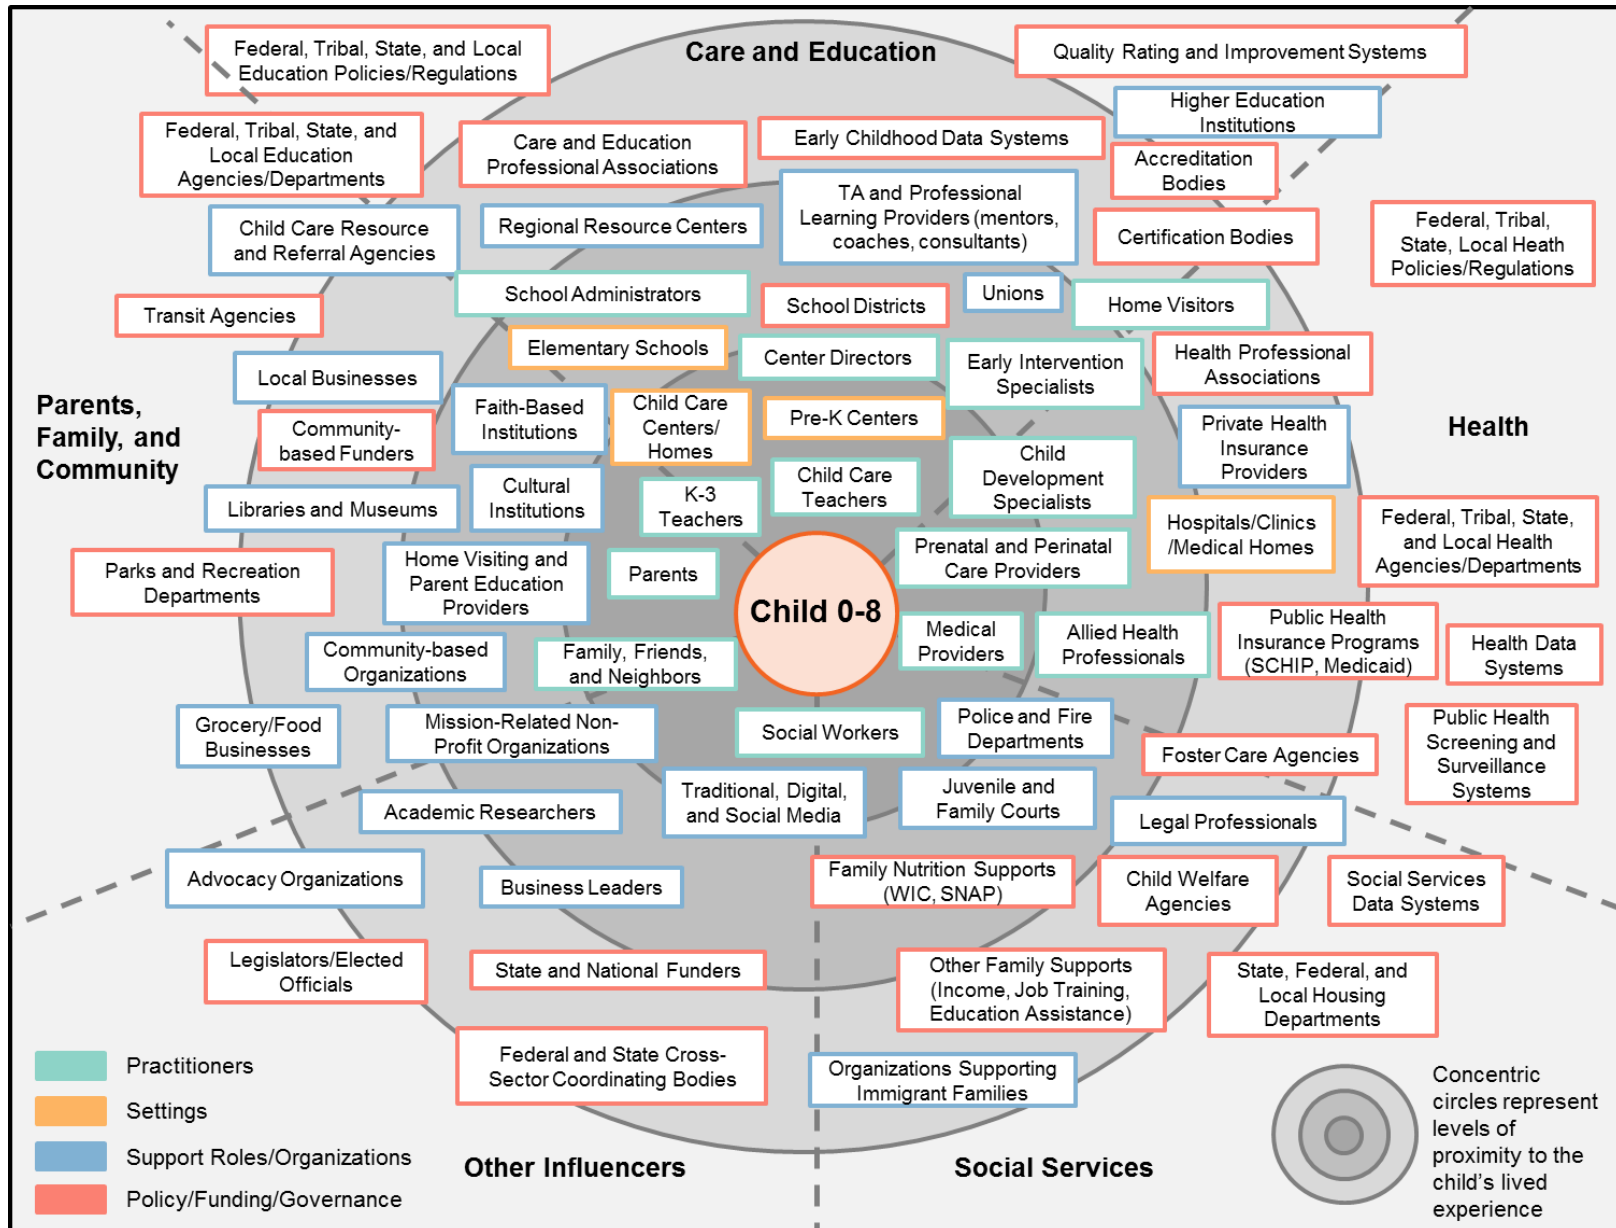 Care and Education
Federal, Tribal, State, and Local
Education Policies/Regulations
Quality Rating and Improvement Systems
Higher Education
Institutions
Federal, Tribal, State, and
Local Education
Agencies/Departments
Care and Education
Professional Associations
Early Childhood Data Systems
Accreditation
Bodies
TA and Professional
Learning Providers (mentors,
coaches, consultants)
Child Care Resource
and Referral Agencies
Regional Resource Centers
Certification Bodies
Federal, Tribal,
State, Local Heath
Policies/Regulations
School Administrators
School Districts
Unions
Home Visitors
Transit Agencies
Elementary Schools
Center Directors
Early Intervention
Specialists
Health Professional
Associations
Local Businesses
Parents,
Family, and
Community
Faith-Based
Institutions
Child Care
Centers/
Homes
Pre-K Centers
Private Health
Insurance
Providers
Health
Community-
based Funders
Child
Development
Specialists
Libraries and Museums
Cultural
Institutions
K-3
Teachers
Child Care
Teachers
Hospitals/Clinics
/Medical Homes
Federal, Tribal, State,
and Local Health
Agencies/Departments
Parks and Recreation
Departments
Home Visiting and
Parent Education
Providers
Parents
Prenatal and Perinatal
Care Providers
Child 0-8
Community-based
Organizations
Family, Friends,
and Neighbors
Medical
Providers
Allied Health
Professionals
Public Health
Insurance Programs
(SCHIP, Medicaid)
Health Data
Systems
Grocery/Food
Businesses
Mission-Related Non-
Profit Organizations
Social Workers
Police and Fire
Departments
Foster Care Agencies
Public Health
Screening and
Surveillance
Systems
Academic Researchers
Traditional, Digital,
and Social Media
Juvenile and
Family Courts
Legal Professionals
Advocacy Organizations
Business Leaders
Family Nutrition Supports
(WIC, SNAP)
Child Welfare
Agencies
Social Services
Data Systems
Legislators/Elected
Officials
State and National Funders
Other Family Supports
(Income, Job Training,
Education Assistance)
State, Federal, and
Local Housing
Departments
Federal and State Cross-
Sector Coordinating Bodies
Organizations Supporting
Immigrant Families
Other Influencers
Social Services
Practitioners
Settings
Support Roles/Organizations
Policy/Funding/Governance
Concentric
circles represent
levels of
proximity to the
child's lived
experience